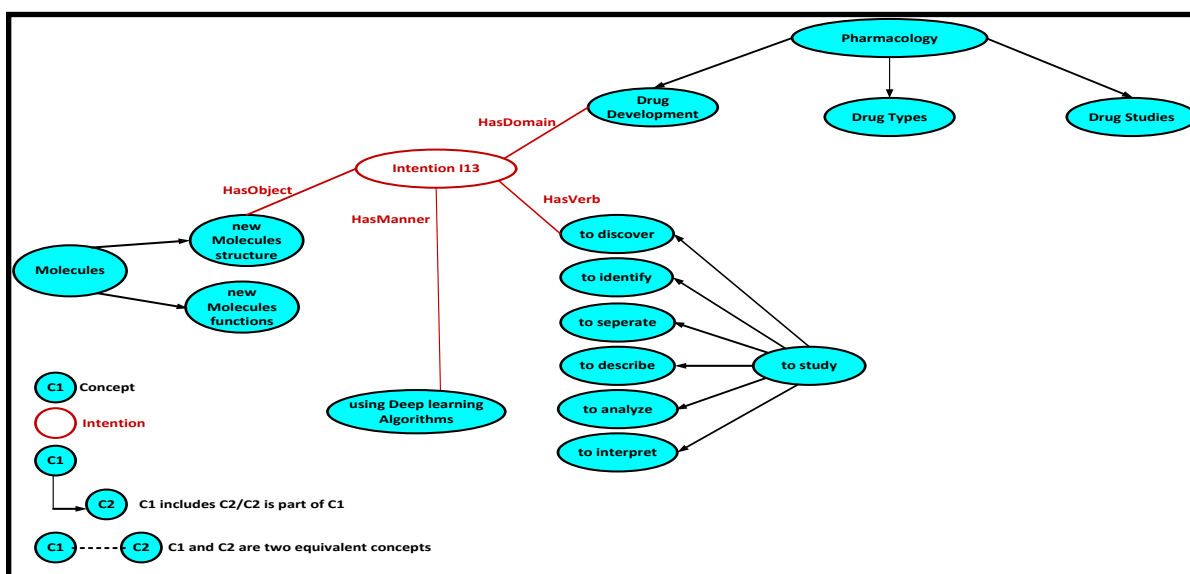 Pharmacology
Drug
Development
Drug Types
Drug Studies
HasDomain
Intention I13
HasObject
HasManner
HasVerb
new
Molecules
structure
Molecules
new
Molecules
functions
to discover
to identify
to seperate
to describe
to study
to analyze
to interpret
using Deep learning
Algorithms
C1 Concept
Intention
C1
C2 C1 includes C2/C2 is part of C1
C1 C2 C1 and C2 are two equivalent concepts